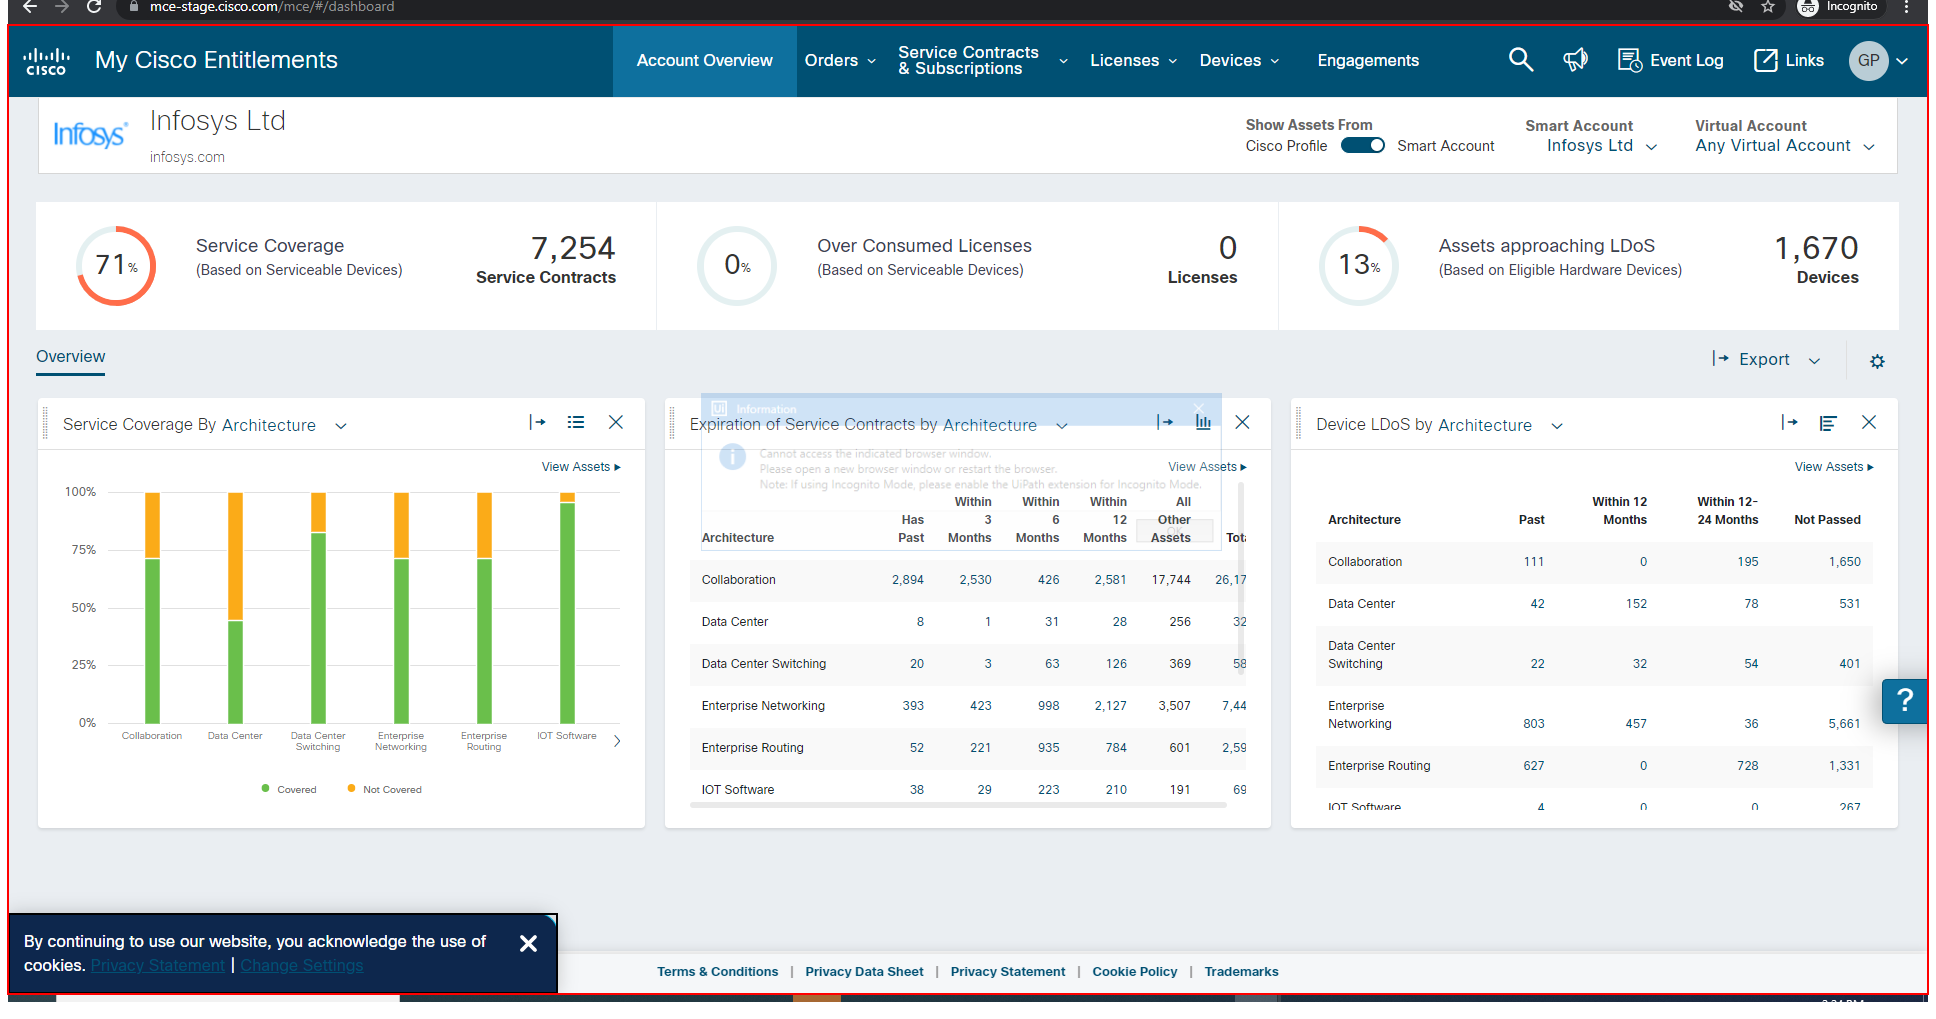 mce-stage.cisco.com/mce/#/dashboard
Incognito
cisco
My Cisco Entitlements
Account Overview
Orders
Service Contracts
& Subscriptions
Licenses
Devices
Engagements
Event Log
Links
GP
Infosys
Infosys Ltd
infosys.com
Show Assets From
Cisco Profile
Smart Account
Smart Account
Infosys Ltd
Virtual Account
Any Virtual Account
71%
Service Coverage
(Based on Serviceable Devices)
7,254
Service Contracts
0%
Over Consumed Licenses
(Based on Serviceable Devices)
0
Licenses
13%
Assets approaching LDoS
(Based on Eligible Hardware Devices)
1,670
Devices
Overview
Export
Service Coverage By Architecture
View Assets
100%
75%
50%
25%
0%
Collaboration
Data Center
Data Center
Switching
Enterprise
Networking
Enterprise
Routing
IOT Software
Covered
Not Covered
Expiration of Service Contracts by Architecture
View Assets
Ui Information
Cannot access the indicated browser window.
Please open a new browser window or restart the browser.
Note: If using Incognito Mode, please enable the UiPath extension for Incognito Mode.
OK
Architecture Has Past Within 3 Months Within 6 Months Within 12 Months All Other Assets
Collaboration 2,894 2,530 426 2,581 17,744 26,17
Data Center 8 1 31 28 256 32
Data Center Switching 20 3 63 126 369 58
Enterprise Networking 393 423 998 2,127 3,507 7,44
Enterprise Routing 52 221 935 784 601 2,59
IOT Software 38 29 223 210 191 69
Device LDoS by Architecture
View Assets
Architecture Past Within 12 Months Within 12-24 Months Not Passed
Collaboration 111 0 195 1,650
Data Center 42 152 78 531
Data Center
Switching 22 32 54 401
Enterprise
Networking 803 457 36 5,661
Enterprise Routing 627 0 728 1,331
IOT Software 4 0 0 267
?
By continuing to use our website, you acknowledge the use of
cookies. Privacy Statement | Change Settings
Terms & Conditions | Privacy Data Sheet | Privacy Statement | Cookie Policy | Trademarks